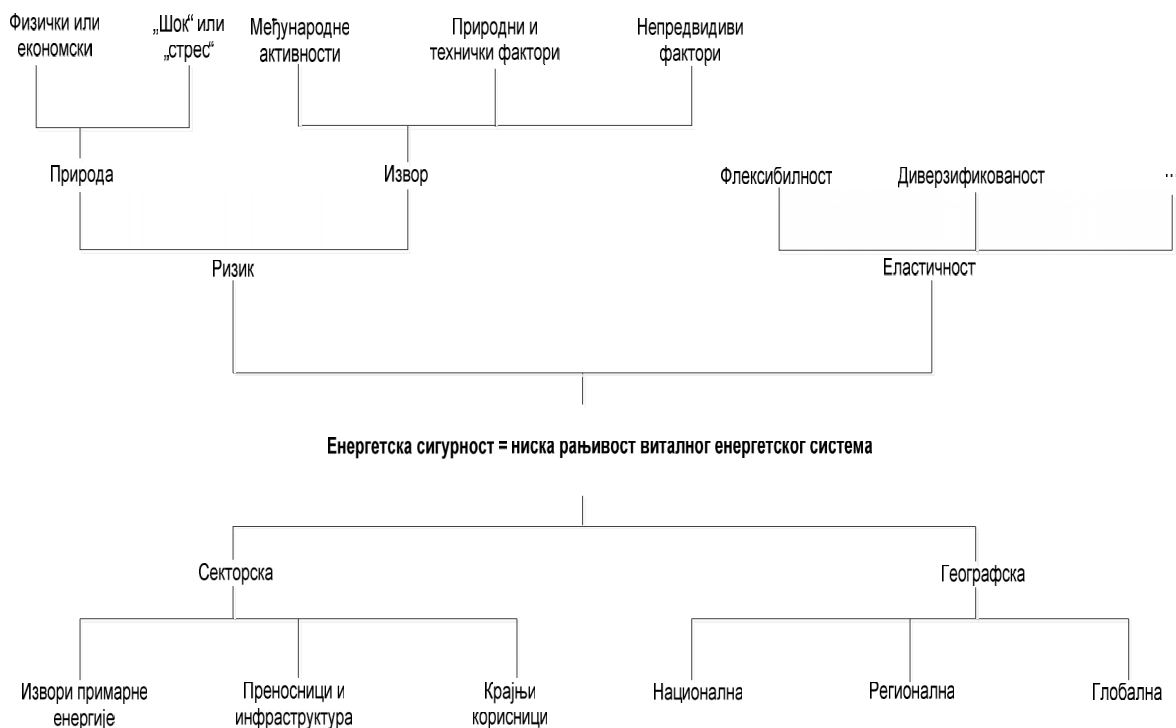 Физички или
економски
„Шок“ или
„стрес“
Међународне
активности
Природни и
технички фактори
Непредвидиви
фактори
Природа
Извор
Флексибилност
Диверзификованост
...
Ризик
Еластичност
Енергетска сигурност = ниска рањивост виталног енергетског система
Секторска
Географска
Извори примарне
енергије
Преносници и
инфраструктура
Крајњи
корисници
Национална
Регионална
Глобална